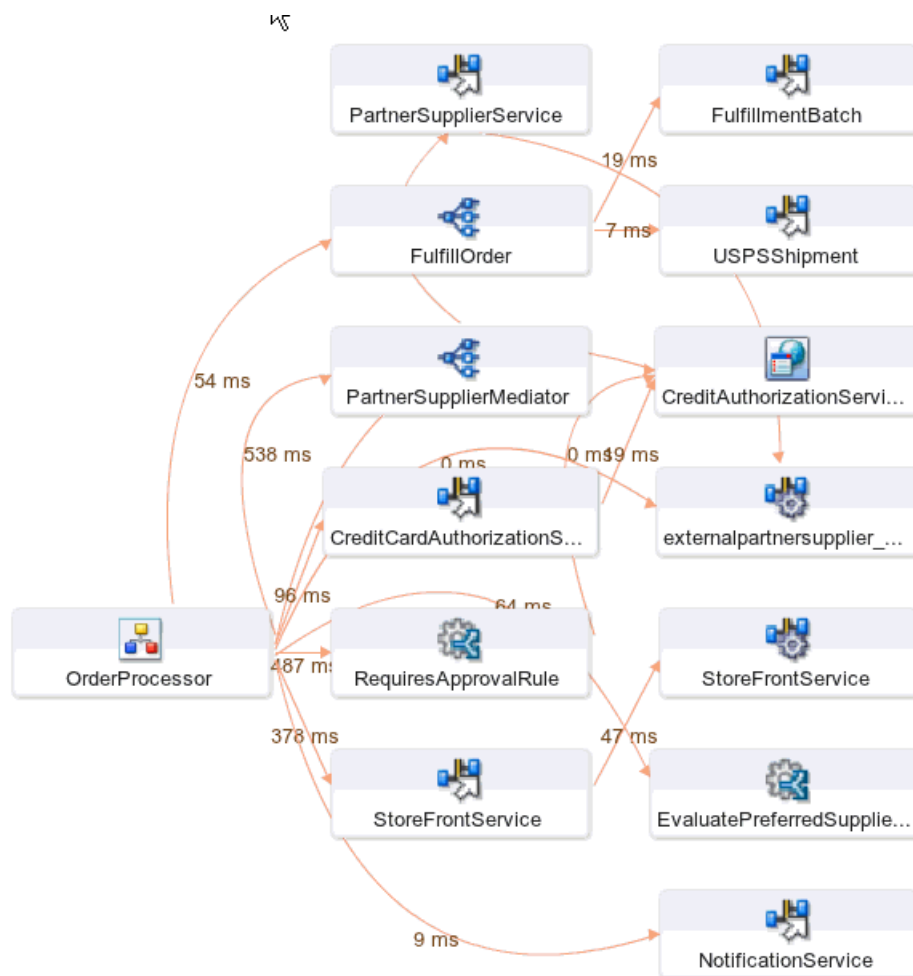 PartnerSupplierService
FulfillmentBatch
19 ms
7 ms
FulfillOrder
USPSShipment
54 ms
PartnerSupplierMediator
CreditAuthorizationServi...
538 ms
0 ms
0 ms
19 ms
CreditCardAuthorizationS...
externalpartnersupplier_...
96 ms
64 ms
OrderProcessor
487 ms
RequiresApprovalRule
StoreFrontService
378 ms
47 ms
StoreFrontService
EvaluatePreferredSupplie...
9 ms
NotificationService